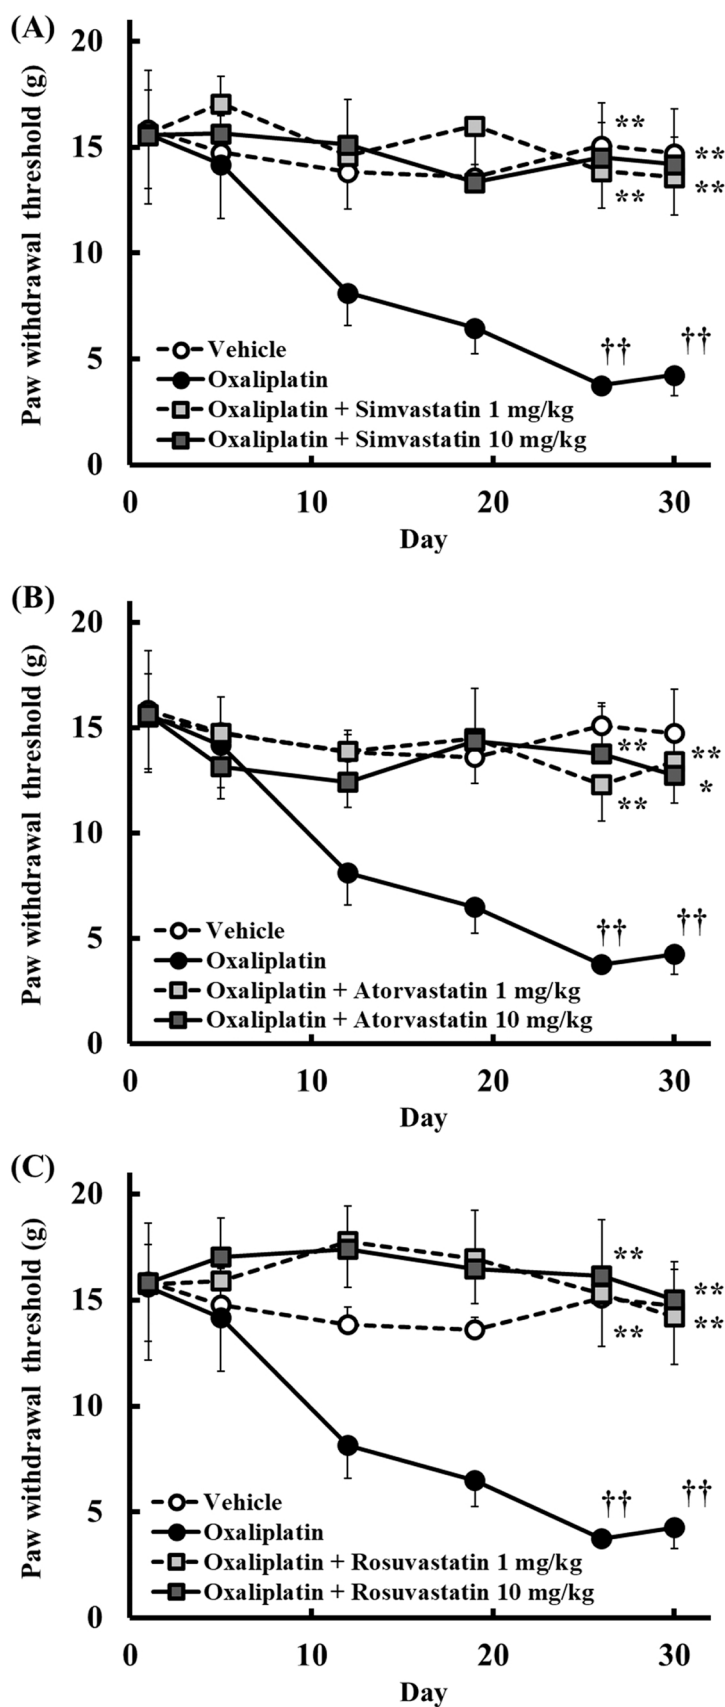 (A)
Paw withdrawal threshold (g)
20
15
10
5
0
**
**
**
**
††
††
Vehicle
Oxaliplatin
Oxaliplatin + Simvastatin 1 mg/kg
Oxaliplatin + Simvastatin 10 mg/kg
0 10 20 30
Day
(B)
Paw withdrawal threshold (g)
20
15
10
5
0
**
**
*
**
††
††
Vehicle
Oxaliplatin
Oxaliplatin + Atorvastatin 1 mg/kg
Oxaliplatin + Atorvastatin 10 mg/kg
0 10 20 30
Day
(C)
Paw withdrawal threshold (g)
20
15
10
5
0
**
**
**
**
††
††
Vehicle
Oxaliplatin
Oxaliplatin + Rosuvastatin 1 mg/kg
Oxaliplatin + Rosuvastatin 10 mg/kg
0 10 20 30
Day